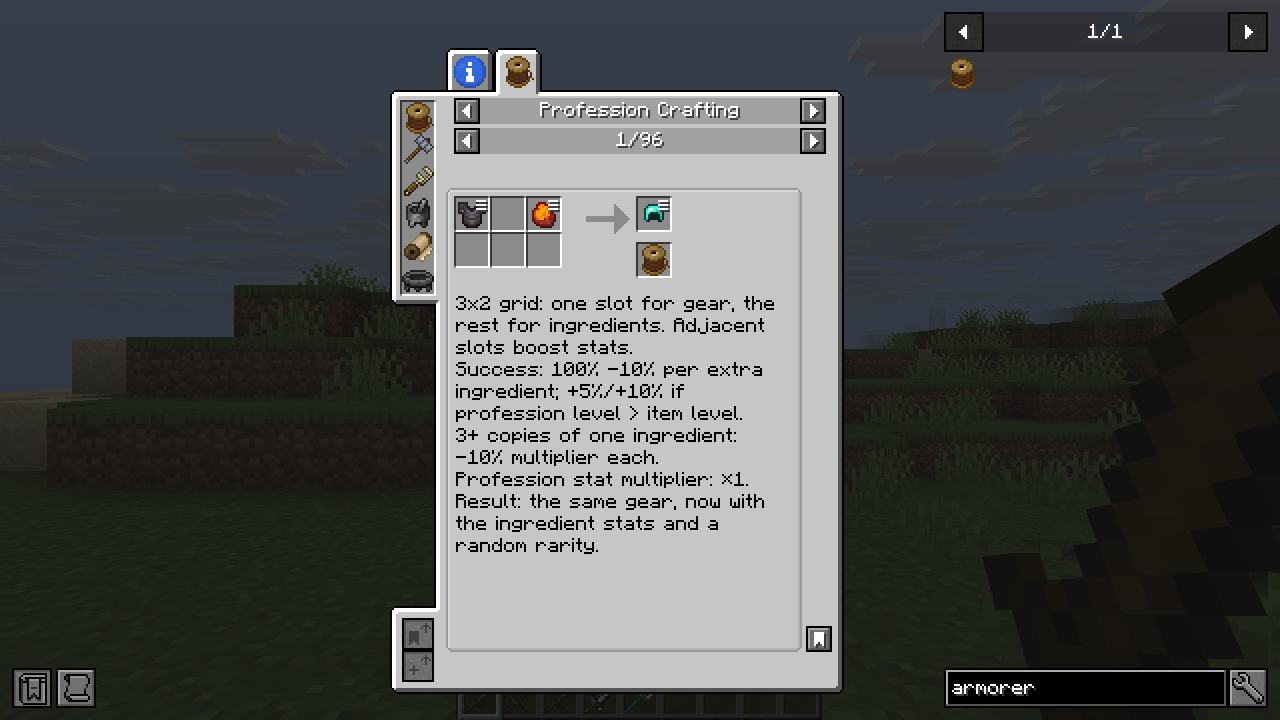 1/1
Profession Crafting
1/96
3x2 grid: one slot for gear, the
rest for ingredients. Adjacent
slots boost stats.
Success: 100% -10% per extra
ingredient; +5%/+10% if
profession level > item level.
3+ copies of one ingredient:
-10% multiplier each.
Profession stat multiplier: ×1.
Result: the same gear, now with
the ingredient stats and a
random rarity.
armorer